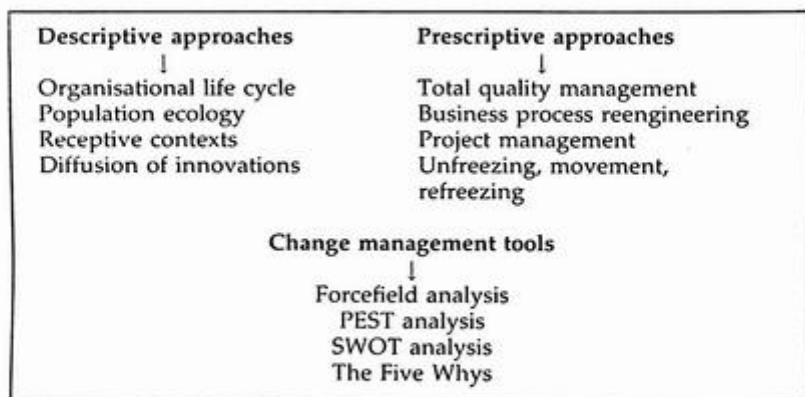 Descriptive approaches
↓
Organisational life cycle
Population ecology
Receptive contexts
Diffusion of innovations
Prescriptive approaches
↓
Total quality management
Business process reengineering
Project management
Unfreezing, movement,
refreezing
Change management tools
↓
Forcefield analysis
PEST analysis
SWOT analysis
The Five Whys